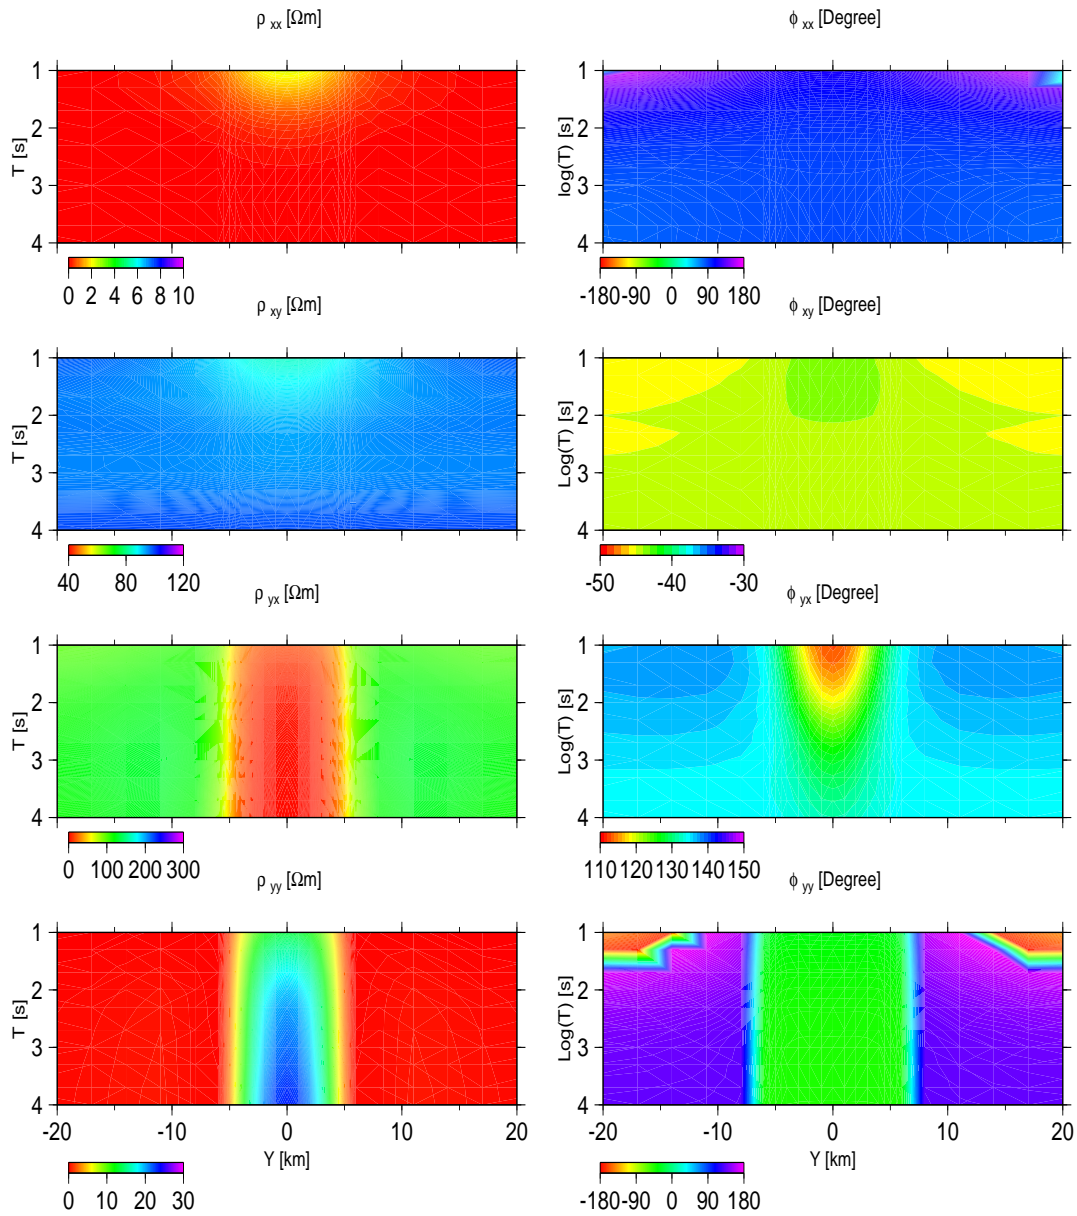 ρ xx [Ωm]
1
2
3
4
T [s]
0 2 4 6 8 10
ϕ xx [Degree]
1
2
3
4
log(T) [s]
-180 -90 0 90 180
ρ xy [Ωm]
1
2
3
4
T [s]
40 80 120
ϕ xy [Degree]
1
2
3
4
Log(T) [s]
-50 -40 -30
ρ yx [Ωm]
1
2
3
4
T [s]
0 100 200 300
ϕ yx [Degree]
1
2
3
4
Log(T) [s]
110 120 130 140 150
ρ yy [Ωm]
1
2
3
4
T [s]
-20 -10 0 10 20
Y [km]
0 10 20 30
ϕ yy [Degree]
1
2
3
4
Log(T) [s]
-20 -10 0 10 20
Y [km]
-180 -90 0 90 180